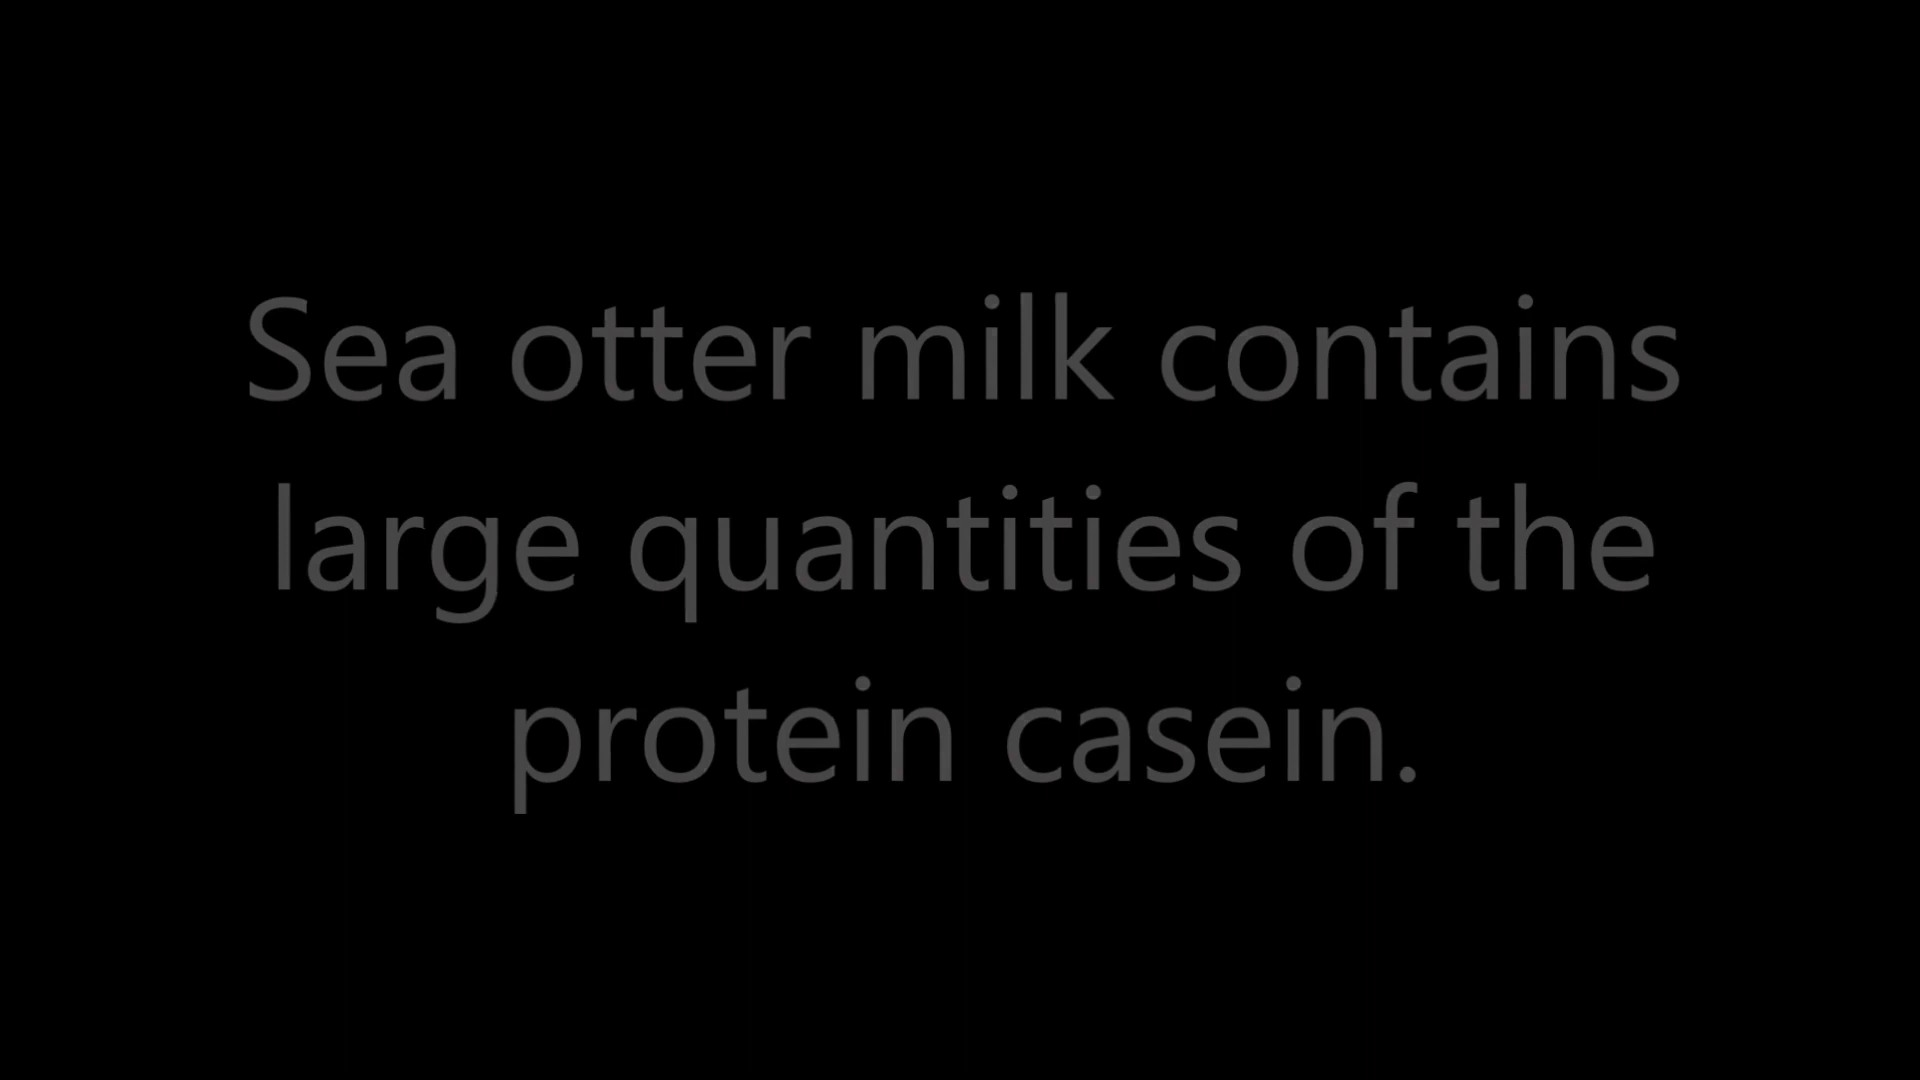 Sea otter milk contains
large quantities of the
protein casein.